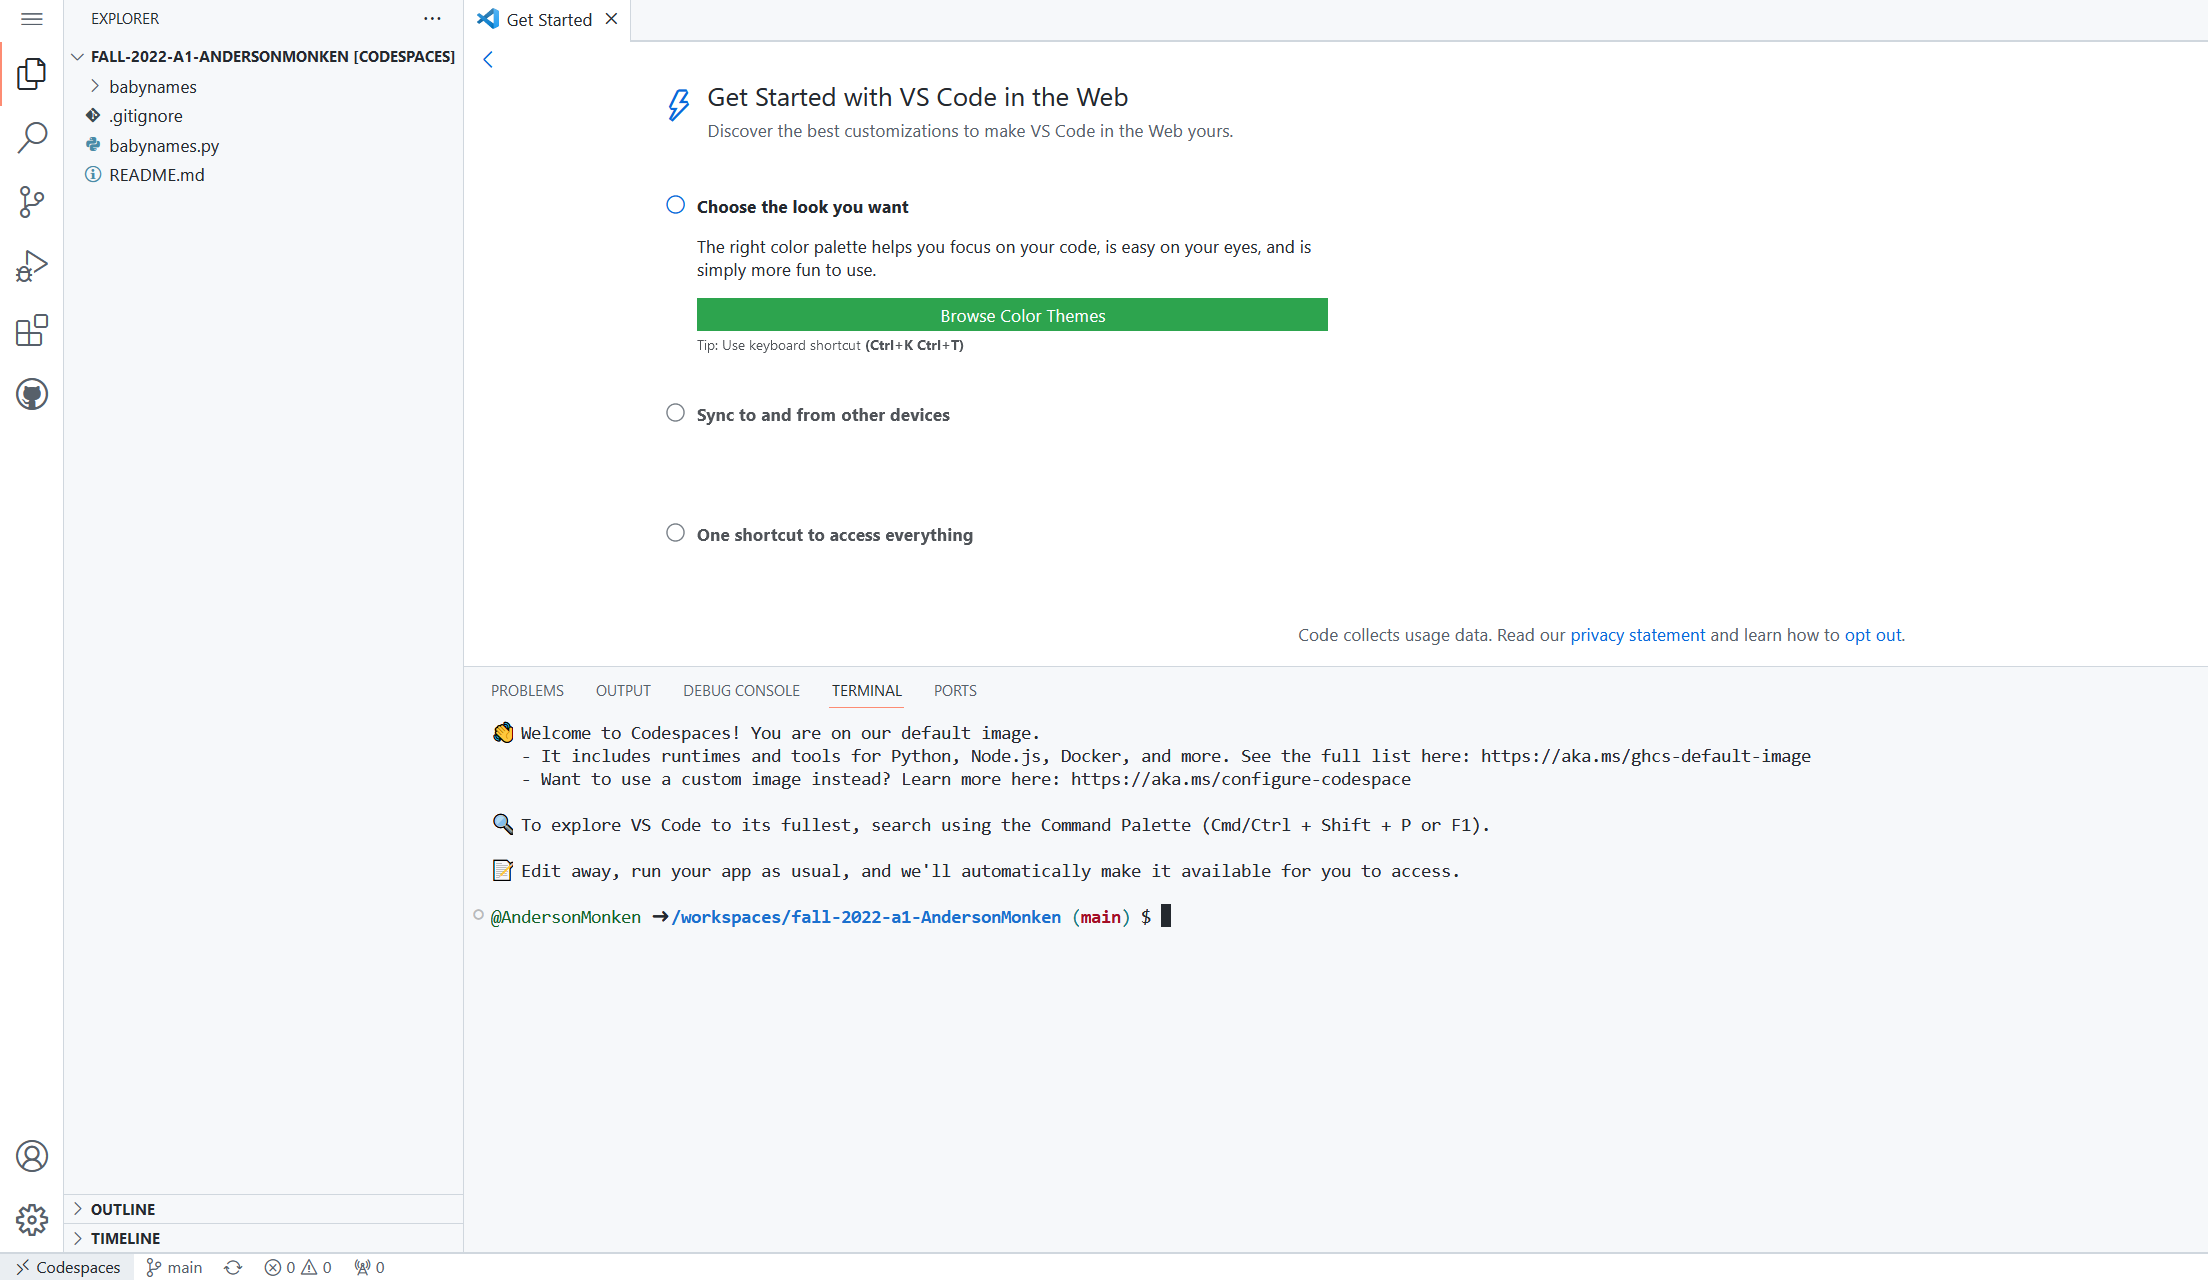 EXPLORER
FALL-2022-A1-ANDERSONMONKEN [CODESPACES]
babynames
.gitignore
babynames.py
README.md
OUTLINE
TIMELINE
Get Started
Get Started with VS Code in the Web
Discover the best customizations to make VS Code in the Web yours.
Choose the look you want
The right color palette helps you focus on your code, is easy on your eyes, and is
simply more fun to use.
Browse Color Themes
Tip: Use keyboard shortcut (Ctrl+K Ctrl+T)
Sync to and from other devices
One shortcut to access everything
Code collects usage data. Read our privacy statement and learn how to opt out.
PROBLEMS OUTPUT DEBUG CONSOLE TERMINAL PORTS
👋 Welcome to Codespaces! You are on our default image.
- It includes runtimes and tools for Python, Node.js, Docker, and more. See the full list here: https://aka.ms/ghcs-default-image
- Want to use a custom image instead? Learn more here: https://aka.ms/configure-codespace
🔍 To explore VS Code to its fullest, search using the Command Palette (Cmd/Ctrl + Shift + P or F1).
📝 Edit away, run your app as usual, and we'll automatically make it available for you to access.
@AndersonMonken ➜/workspaces/fall-2022-a1-AndersonMonken (main) $
Codespaces main 0 0 0